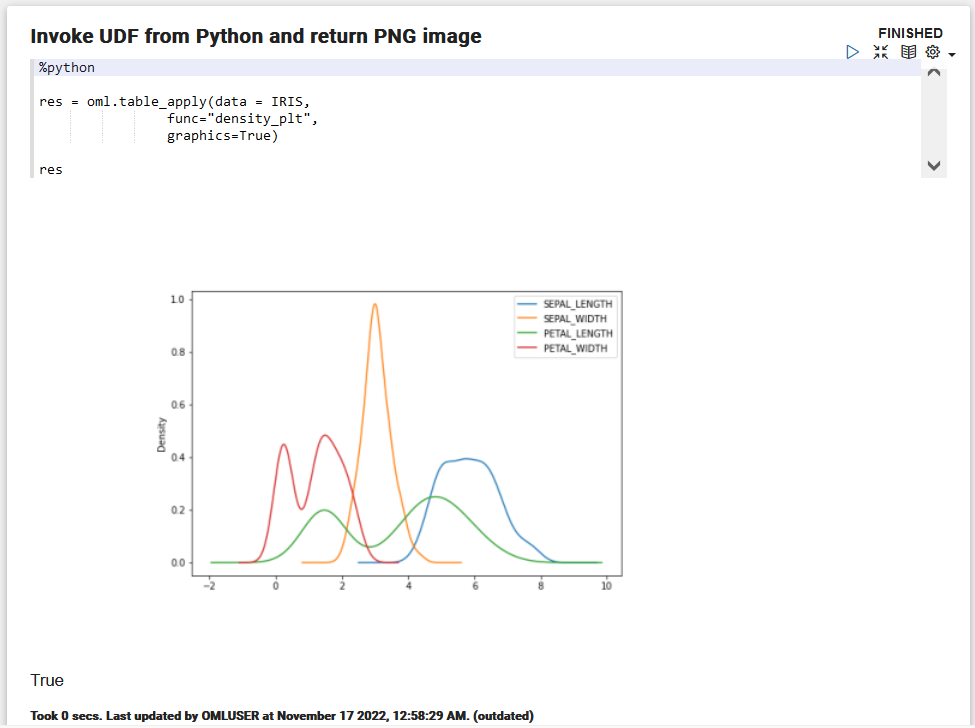 Invoke UDF from Python and return PNG image
FINISHED
%python
res = oml.table_apply(data = IRIS,
func="density_plt",
graphics=True)
res
1.0
0.8
0.6
0.4
0.2
0.0
Density
SEPAL_LENGTH
SEPAL_WIDTH
PETAL_LENGTH
PETAL_WIDTH
−2 0 2 4 6 8 10
True
Took 0 secs. Last updated by OMLUSER at November 17 2022, 12:58:29 AM. (outdated)